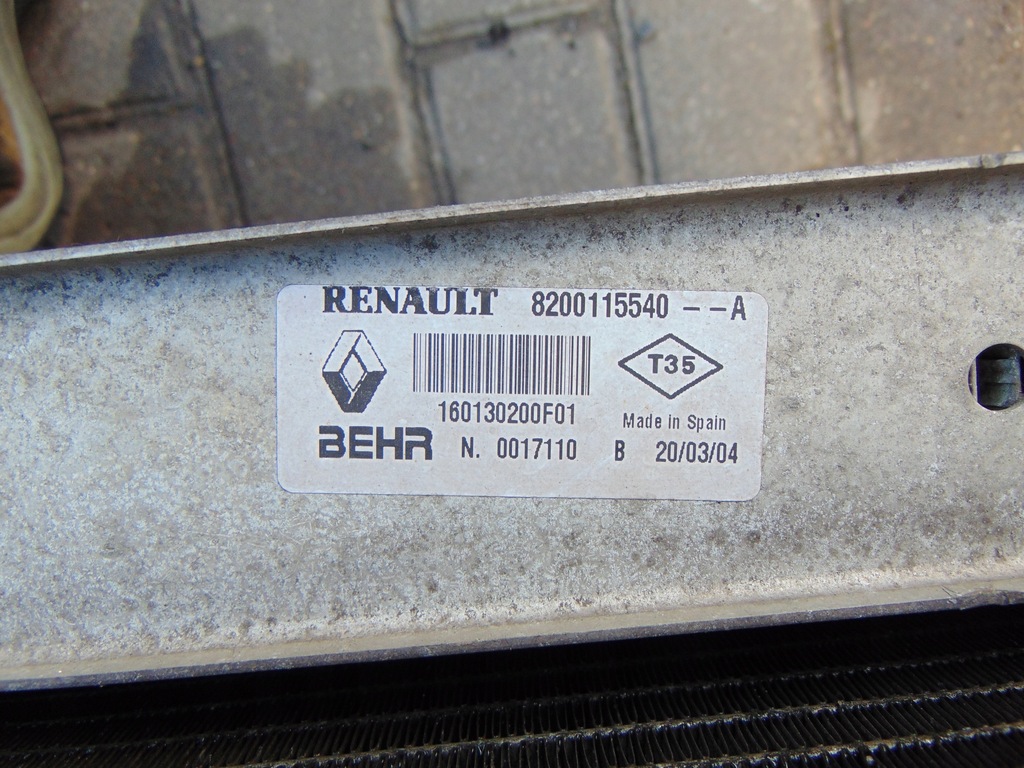 RENAULT 8200115540 --A
T35
160130200F01
Made in Spain
BEHR N. 0017110 B 20/03/04